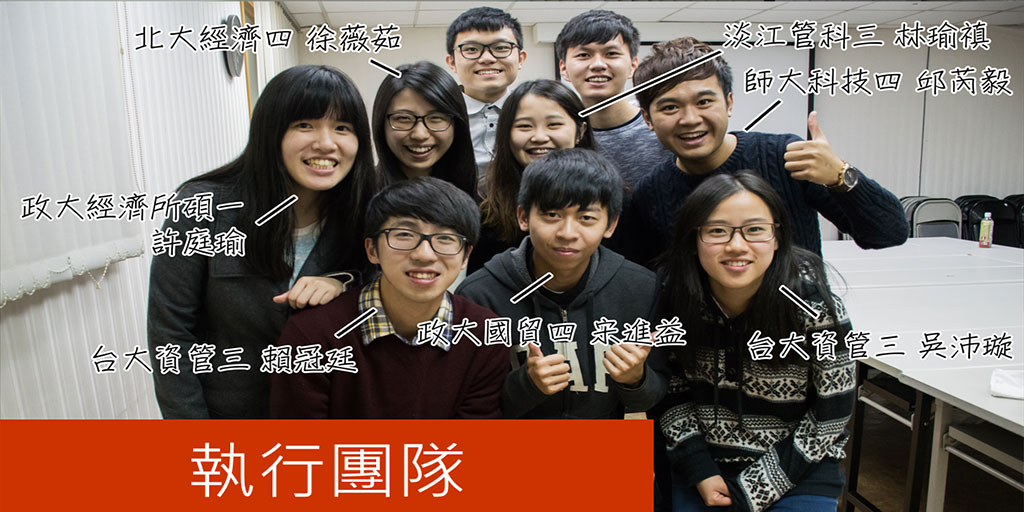 北大經濟四 徐薇茹
淡江管科三 林瑜禛
師大科技四 邱芮毅
政大經濟所碩一
許庭瑜
台大資管三 賴冠廷
政大國貿四 宋進益
台大資管三 吳沛璇
執行團隊